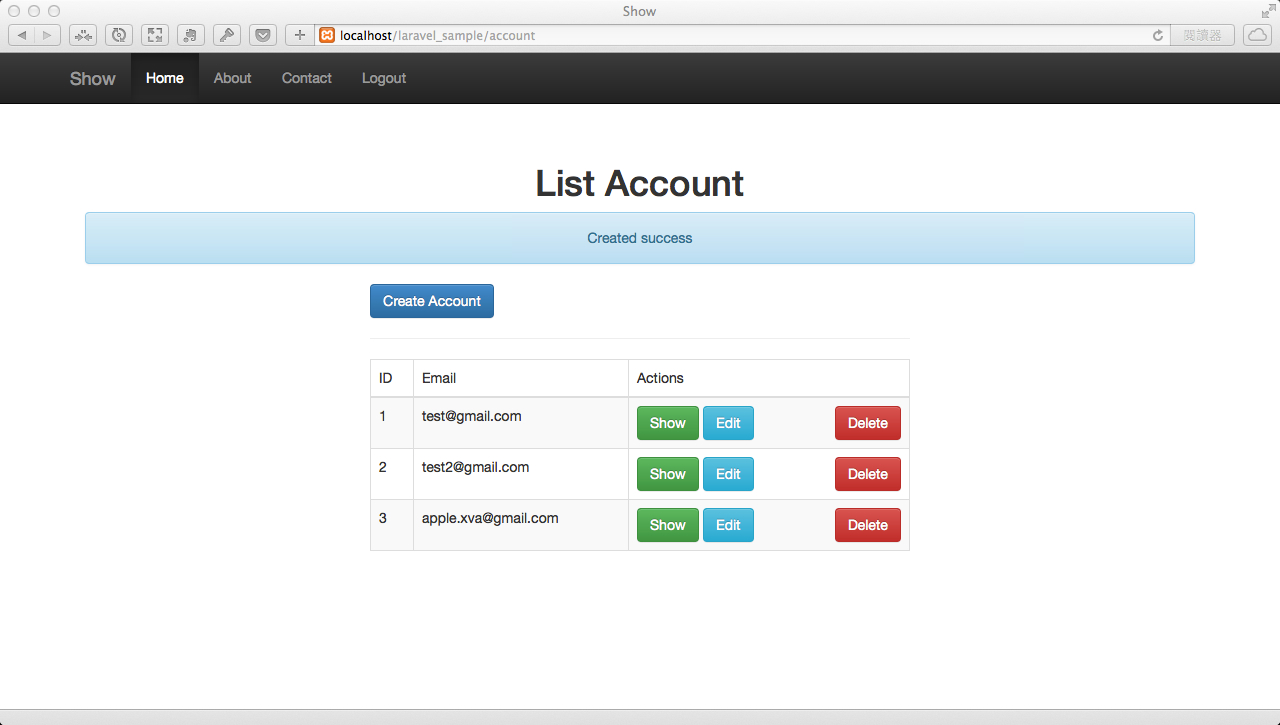 Show
localhost/laravel_sample/account
閱讀器
Show Home About Contact Logout
List Account
Created success
Create Account
ID Email Actions
1 test@gmail.com Show Edit Delete
2 test2@gmail.com Show Edit Delete
3 apple.xva@gmail.com Show Edit Delete